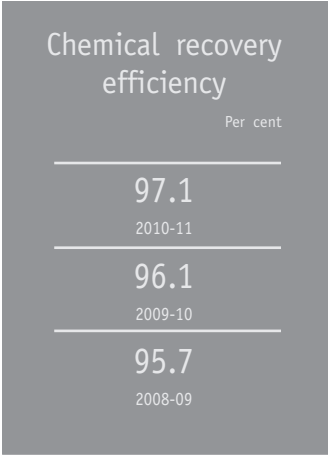 Chemical recovery
efficiency
Per cent
97.1
2010-11
96.1
2009-10
95.7
2008-09